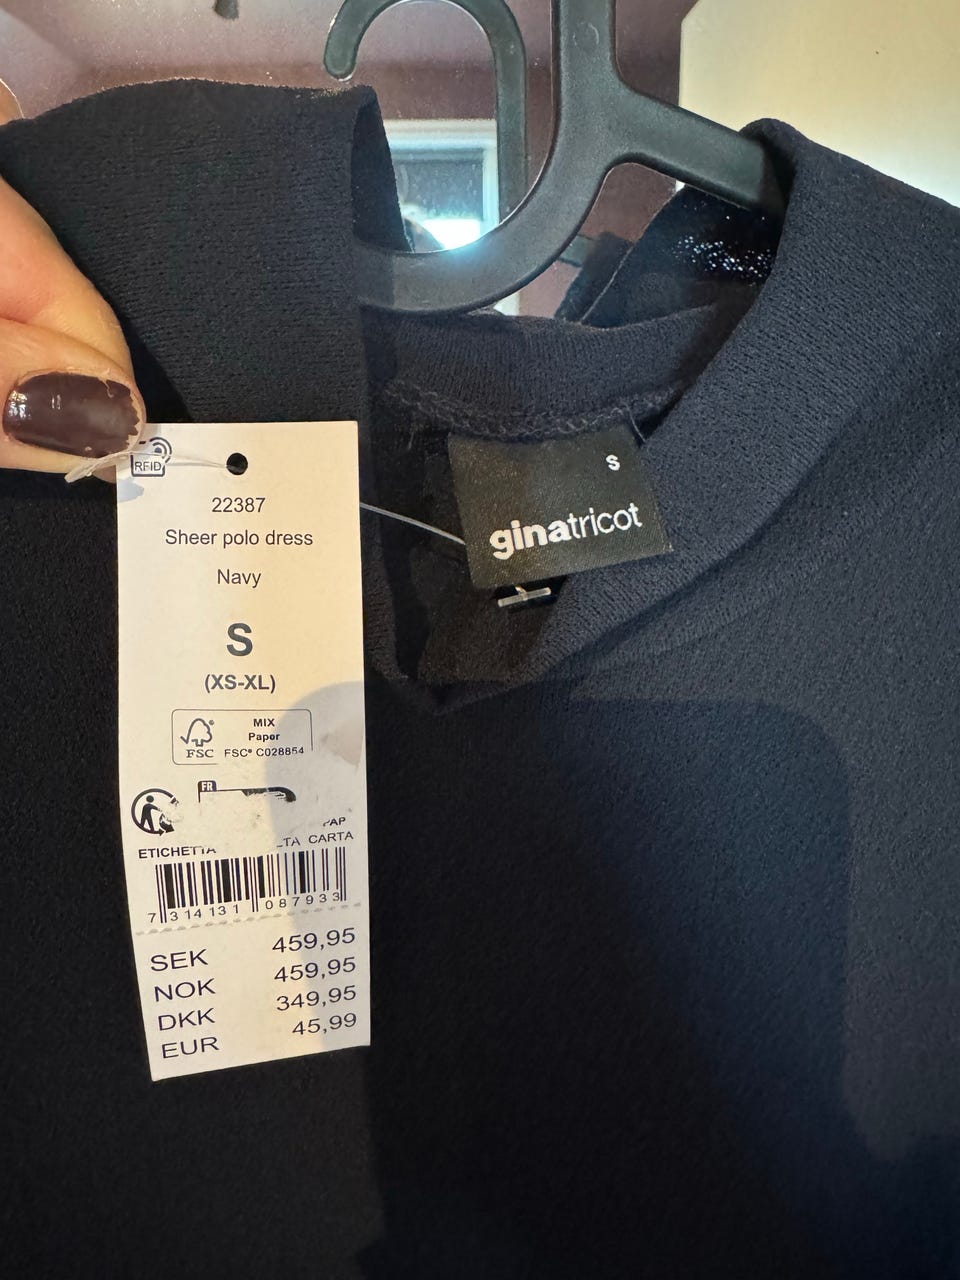 RFID
22387
Sheer polo dress
Navy
S
(XS-XL)
MIX
Paper
FSC
FSC® C028854
FR
PAP
CARTA
7 314131 087933
SEK 459,95
NOK 459,95
DKK 349,95
EUR 45,99
S
ginatricot